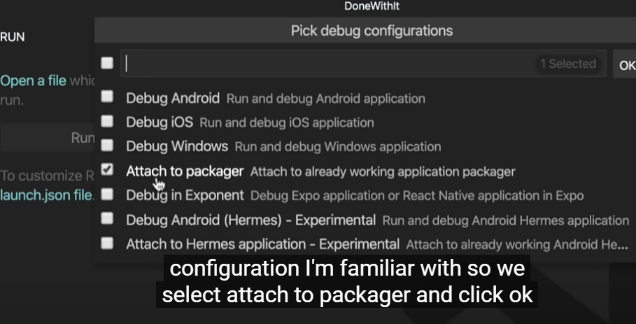 DoneWithIt
RUN
Pick debug configurations
1 Selected
OK
Open a file
run.
Run
To customize R
launch.json file
Debug Android Run and debug Android application
Debug iOS Run and debug iOS application
Debug Windows Run and debug Windows application
Attach to packager Attach to already working application packager
Debug in Exponent Debug Expo application or React Native application in Expo
Debug Android (Hermes) - Experimental Run and debug Android Hermes application
Attach to Hermes application - Experimental Attach to already working Android He...
configuration I'm familiar with so we
select attach to packager and click ok